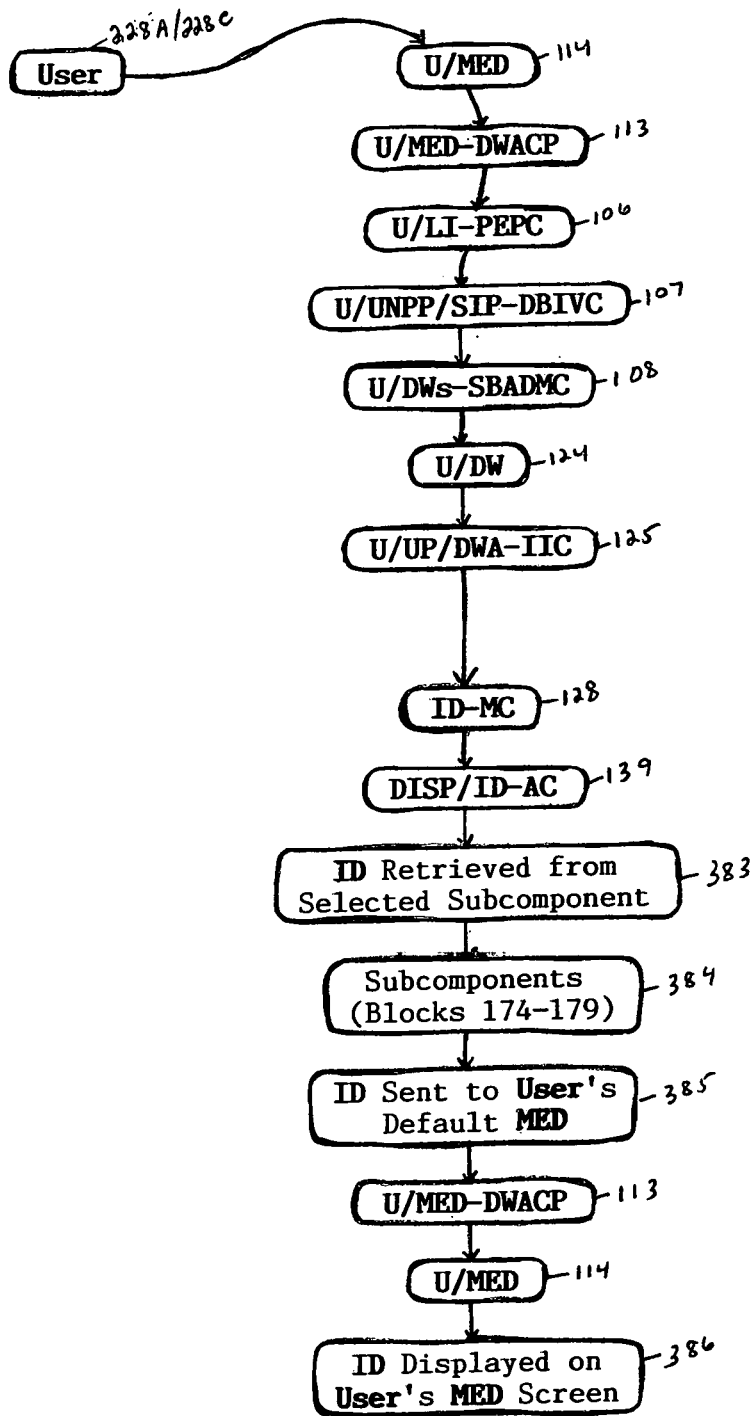 228A/228C
User
U/MED 114
U/MED-DWACP 113
U/LI-PEPC 106
U/UNPP/SIP-DBIVC 107
U/DWs-SBADMC 108
U/DW 124
U/UP/DWA-IIC 125
ID-MC 128
DISP/ID-AC 139
ID Retrieved from
Selected Subcomponent 383
Subcomponents
(Blocks 174-179) 384
ID Sent to User's
Default MED 385
U/MED-DWACP 113
U/MED 114
ID Displayed on
User's MED Screen 386